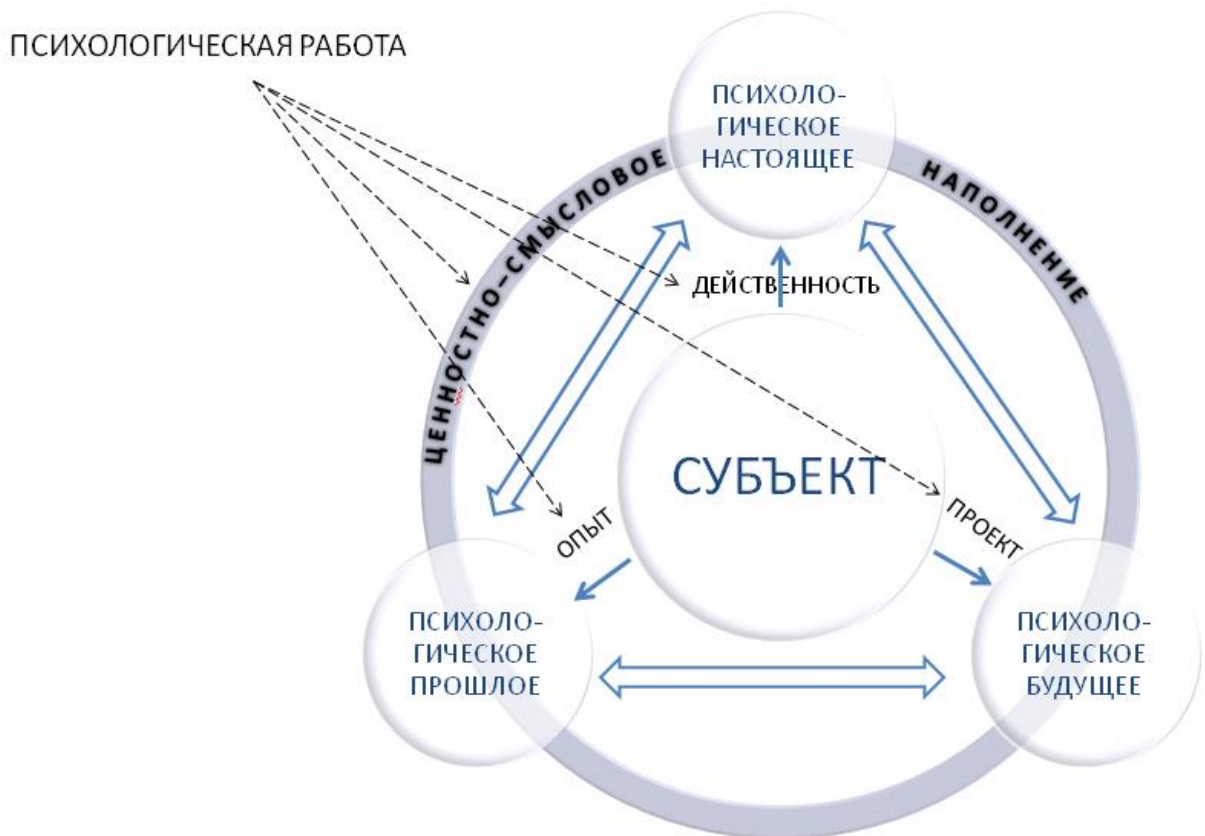 ПСИХОЛОГИЧЕСКАЯ РАБОТА
ПСИХОЛО-
ГИЧЕСКОЕ
НАСТОЯЩЕЕ
ЦЕННОСТНО–СМЫСЛОВОЕ
НАПОЛНЕНИЕ
ДЕЙСТВЕННОСТЬ
СУБЪЕКТ
ОПЫТ
ПРОЕКТ
ПСИХОЛО-
ГИЧЕСКОЕ
ПРОШЛОЕ
ПСИХОЛО-
ГИЧЕСКОЕ
БУДУЩЕЕ